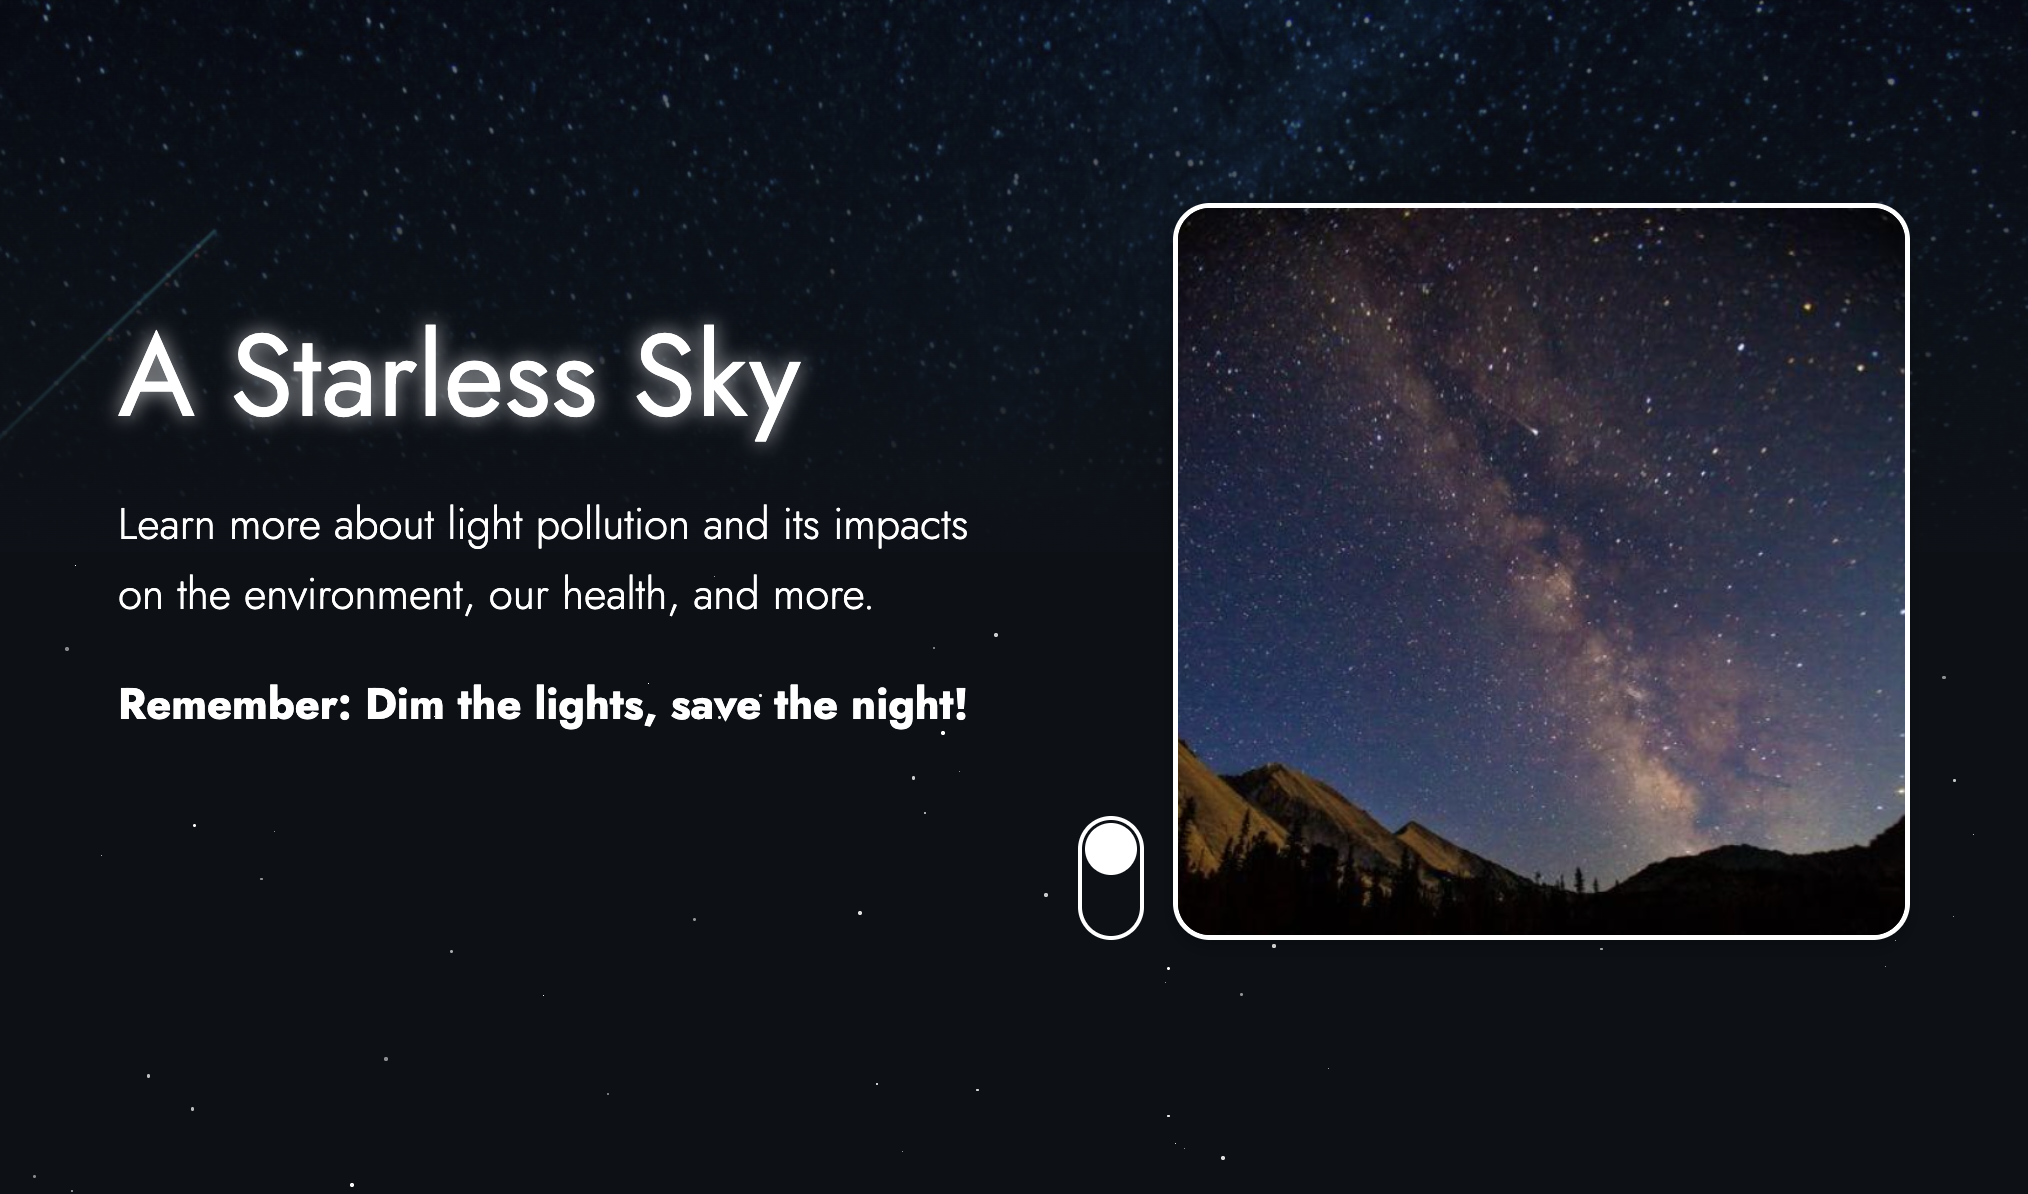 A Starless Sky
Learn more about light pollution and its impacts
on the environment, our health, and more.
Remember: Dim the lights, save the night!